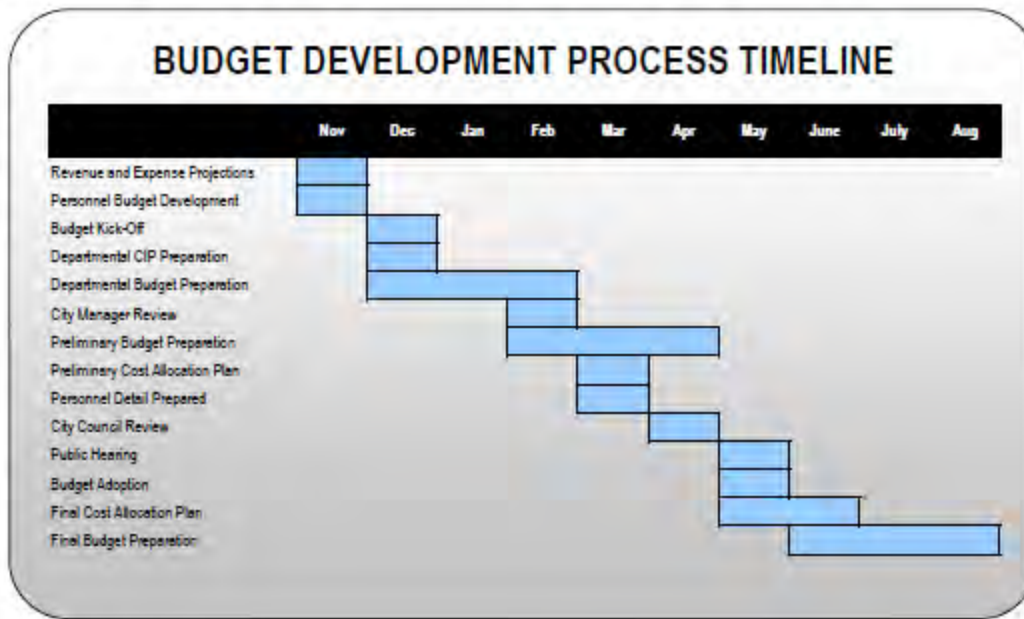 BUDGET DEVELOPMENT PROCESS TIMELINE
Nov Dec Jan Feb Mar Apr May June July Aug
Revenue and Expense Projections
Personnel Budget Development
Budget Kick-Off
Departmental CIP Preparation
Departmental Budget Preparation
City Manager Review
Preliminary Budget Preparation
Preliminary Cost Allocation Plan
Personnel Detail Prepared
City Council Review
Public Hearing
Budget Adoption
Final Cost Allocation Plan
Final Budget Preparation